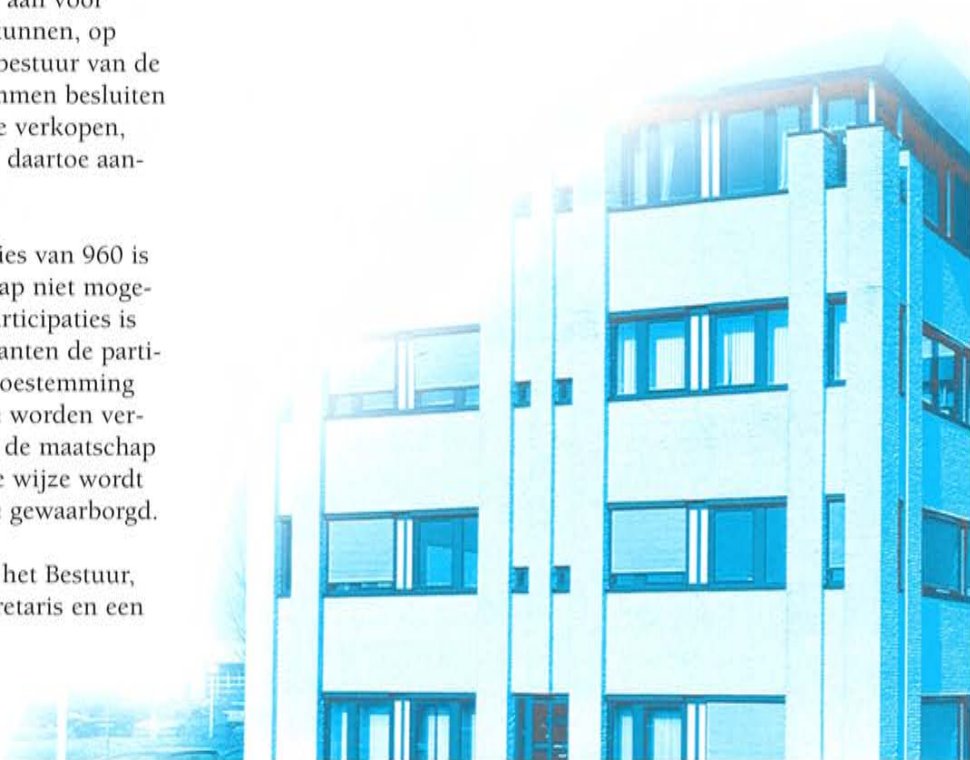 aan voor
kunnen, op
bestuur van de
mmen besluiten
e verkopen,
daartoe aan-
ies van 960 is
ap niet moge-
rticipaties is
anten de parti-
oestemming
worden ver-
de maatschap
e wijze wordt
gewaarborgd.
het Bestuur,
retaris en een